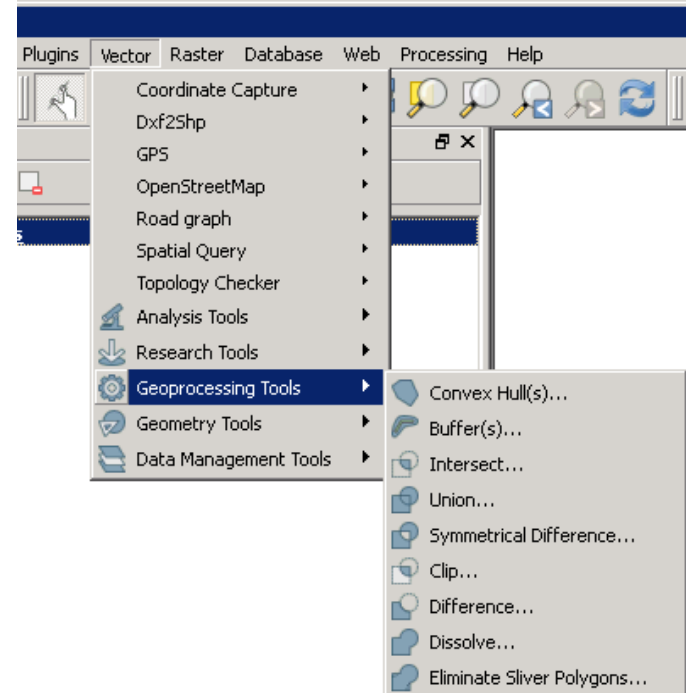 Plugins Vector Raster Database Web Processing Help
Coordinate Capture
Dxf2Shp
GPS
OpenStreetMap
Road graph
Spatial Query
Topology Checker
Analysis Tools
Research Tools
Geoprocessing Tools
Geometry Tools
Data Management Tools
Convex Hull(s)...
Buffer(s)...
Intersect...
Union...
Symmetrical Difference...
Clip...
Difference...
Dissolve...
Eliminate Sliver Polygons...